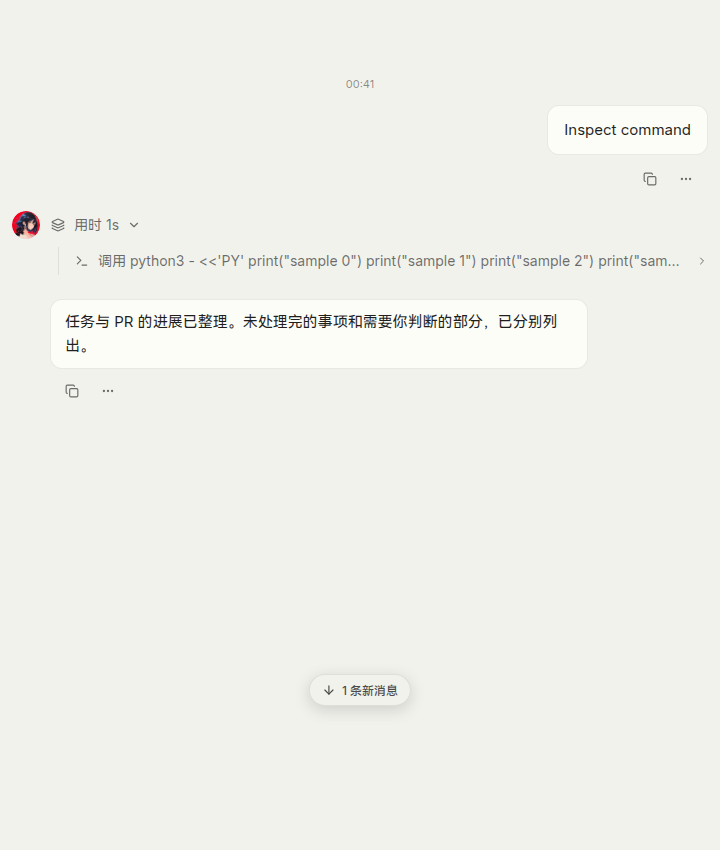 00:41
Inspect command
用时 1s
调用 python3 - <<'PY' print("sample 0") print("sample 1") print("sample 2") print("sam...
任务与 PR 的进展已整理。未处理完的事项和需要你判断的部分，已分别列
出。
1 条新消息